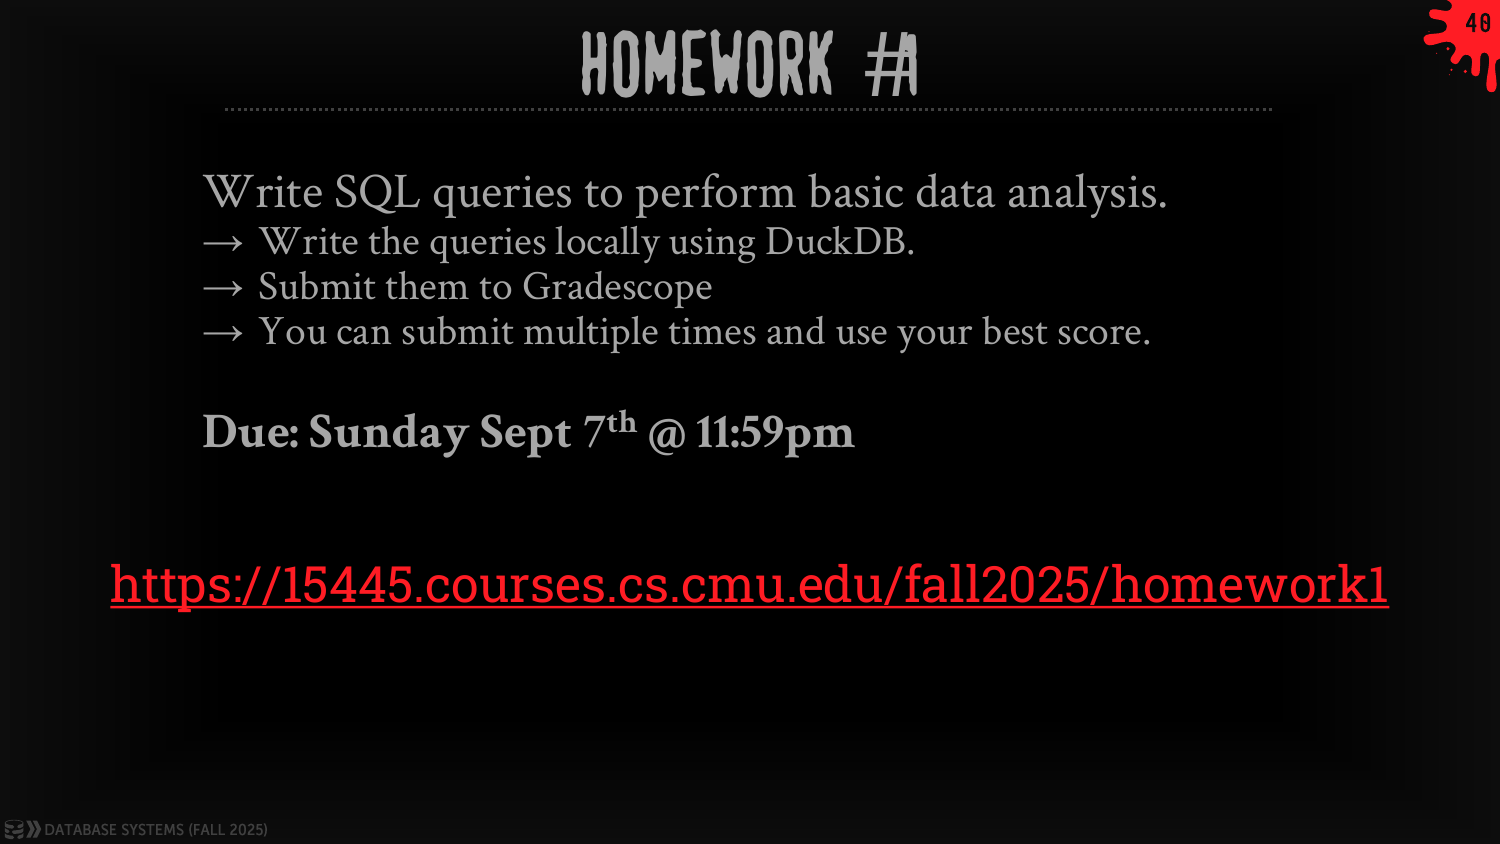 HOMEWORK #1
40
Write SQL queries to perform basic data analysis.
→ Write the queries locally using DuckDB.
→ Submit them to Gradescope
→ You can submit multiple times and use your best score.
Due: Sunday Sept 7th @ 11:59pm
https://15445.courses.cs.cmu.edu/fall2025/homework1
DATABASE SYSTEMS (FALL 2025)